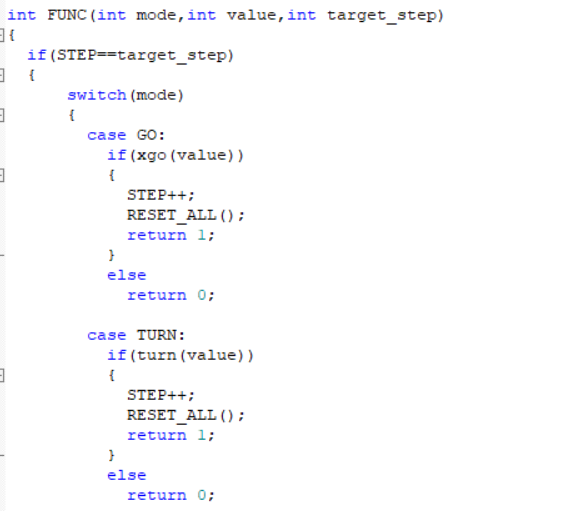 int FUNC(int mode,int value,int target_step)
{
  if(STEP==target_step)
  {
      switch(mode)
      {
        case GO:
          if(xgo(value))
          {
            STEP++;
            RESET_ALL();
            return 1;
          }
          else
            return 0;

        case TURN:
          if(turn(value))
          {
            STEP++;
            RESET_ALL();
            return 1;
          }
          else
            return 0;